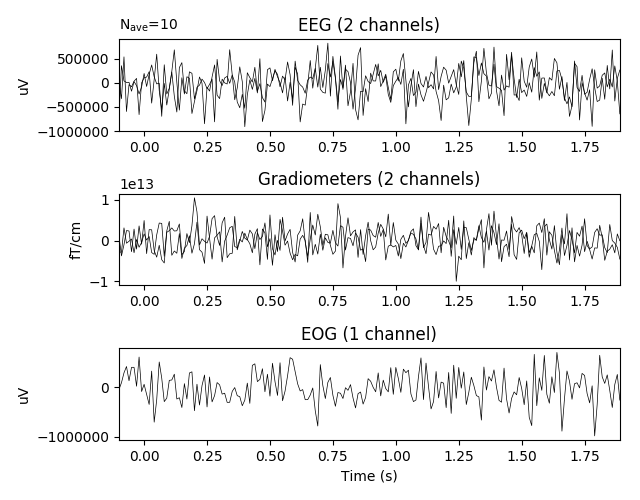 N_ave=10
EEG (2 channels)
uV
500000
0
−500000
−1000000
0.00 0.25 0.50 0.75 1.00 1.25 1.50 1.75
1e13
Gradiometers (2 channels)
fT/cm
1
0
−1
0.00 0.25 0.50 0.75 1.00 1.25 1.50 1.75
EOG (1 channel)
uV
0
−1000000
0.00 0.25 0.50 0.75 1.00 1.25 1.50 1.75
Time (s)